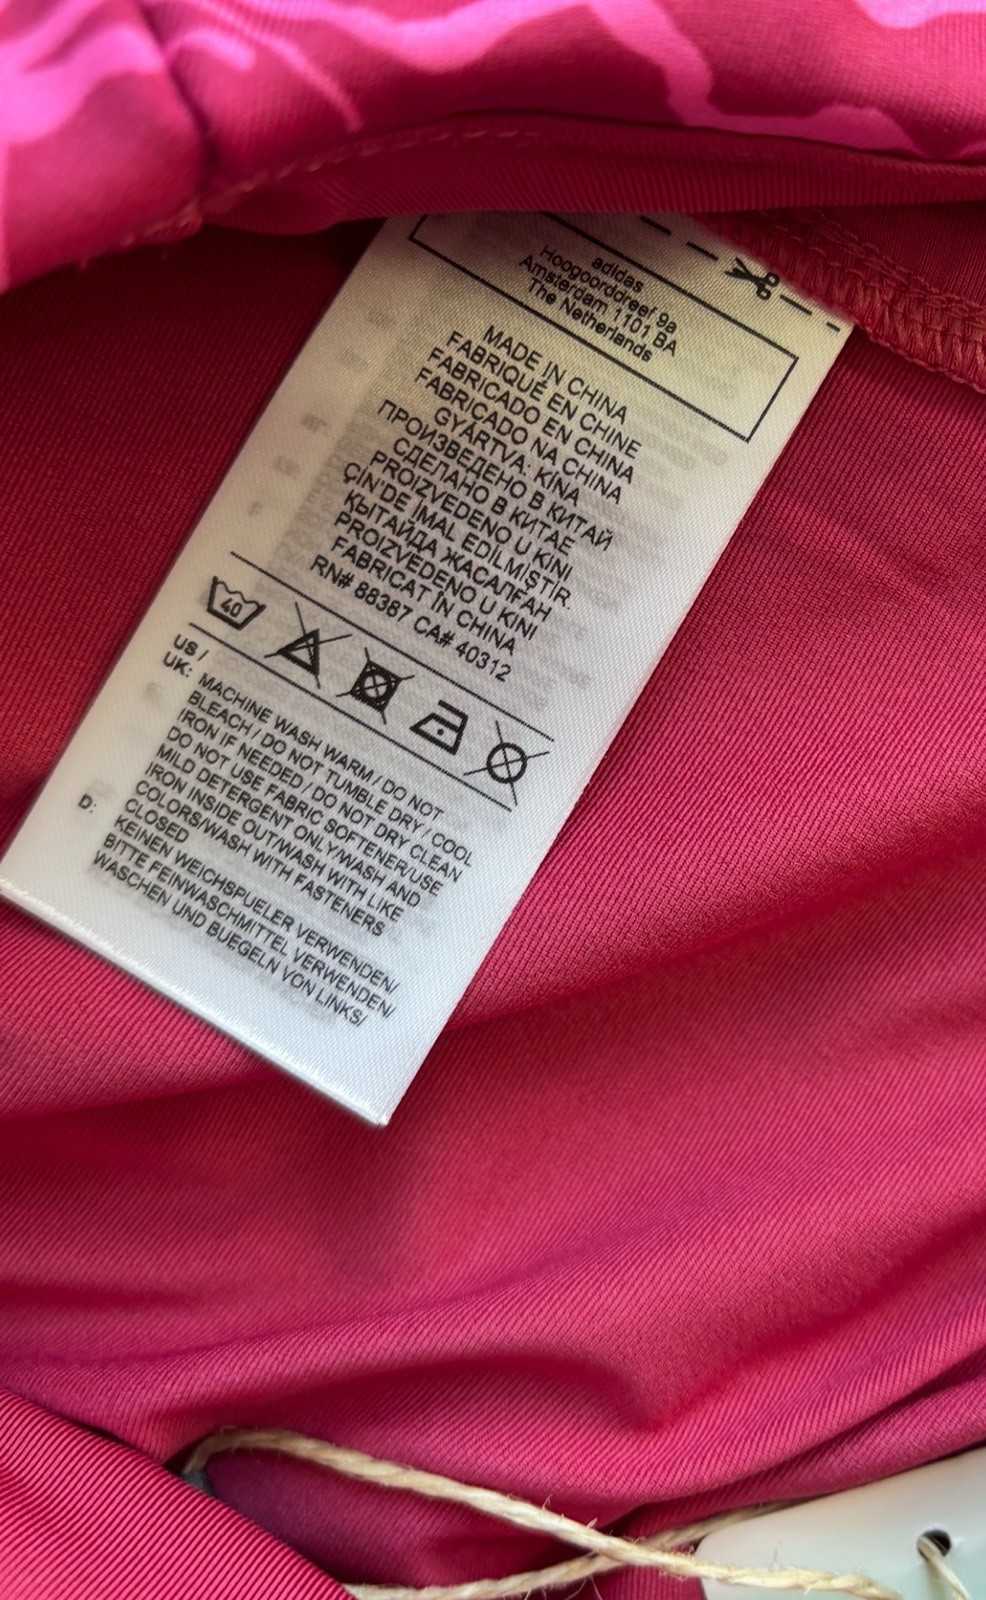 adidas
Hoogoorddreef 9a
Amsterdam 1101 BA
The Netherlands
MADE IN CHINA
FABRIQUÉ EN CHINE
FABRICADO EN CHINA
FABRICADO NA CHINA
GYÁRTVA: KÍNA
ПРОИЗВЕДЕНО В КИТАЙ
СДЕЛАНО В КИТАЕ
PROIZVEDENO U KINI
ÇİN'DE İMAL EDİLMİŞTİR.
ҚЫТАЙДА ЖАСАЛҒАН
PROIZVEDENO U KINI
FABRICAT ÎN CHINA
RN# 88387 CA# 40312
40
US /
UK: MACHINE WASH WARM / DO NOT
BLEACH / DO NOT TUMBLE DRY / COOL
IRON IF NEEDED / DO NOT DRY CLEAN
DO NOT USE FABRIC SOFTENER/USE
MILD DETERGENT ONLY/WASH AND
IRON INSIDE OUT/WASH WITH LIKE
COLORS/WASH WITH FASTENERS
CLOSED
D: KEINEN WEICHSPUELER VERWENDEN/
BITTE FEINWASCHMITTEL VERWENDEN/
WASCHEN UND BUEGELN VON LINKS/